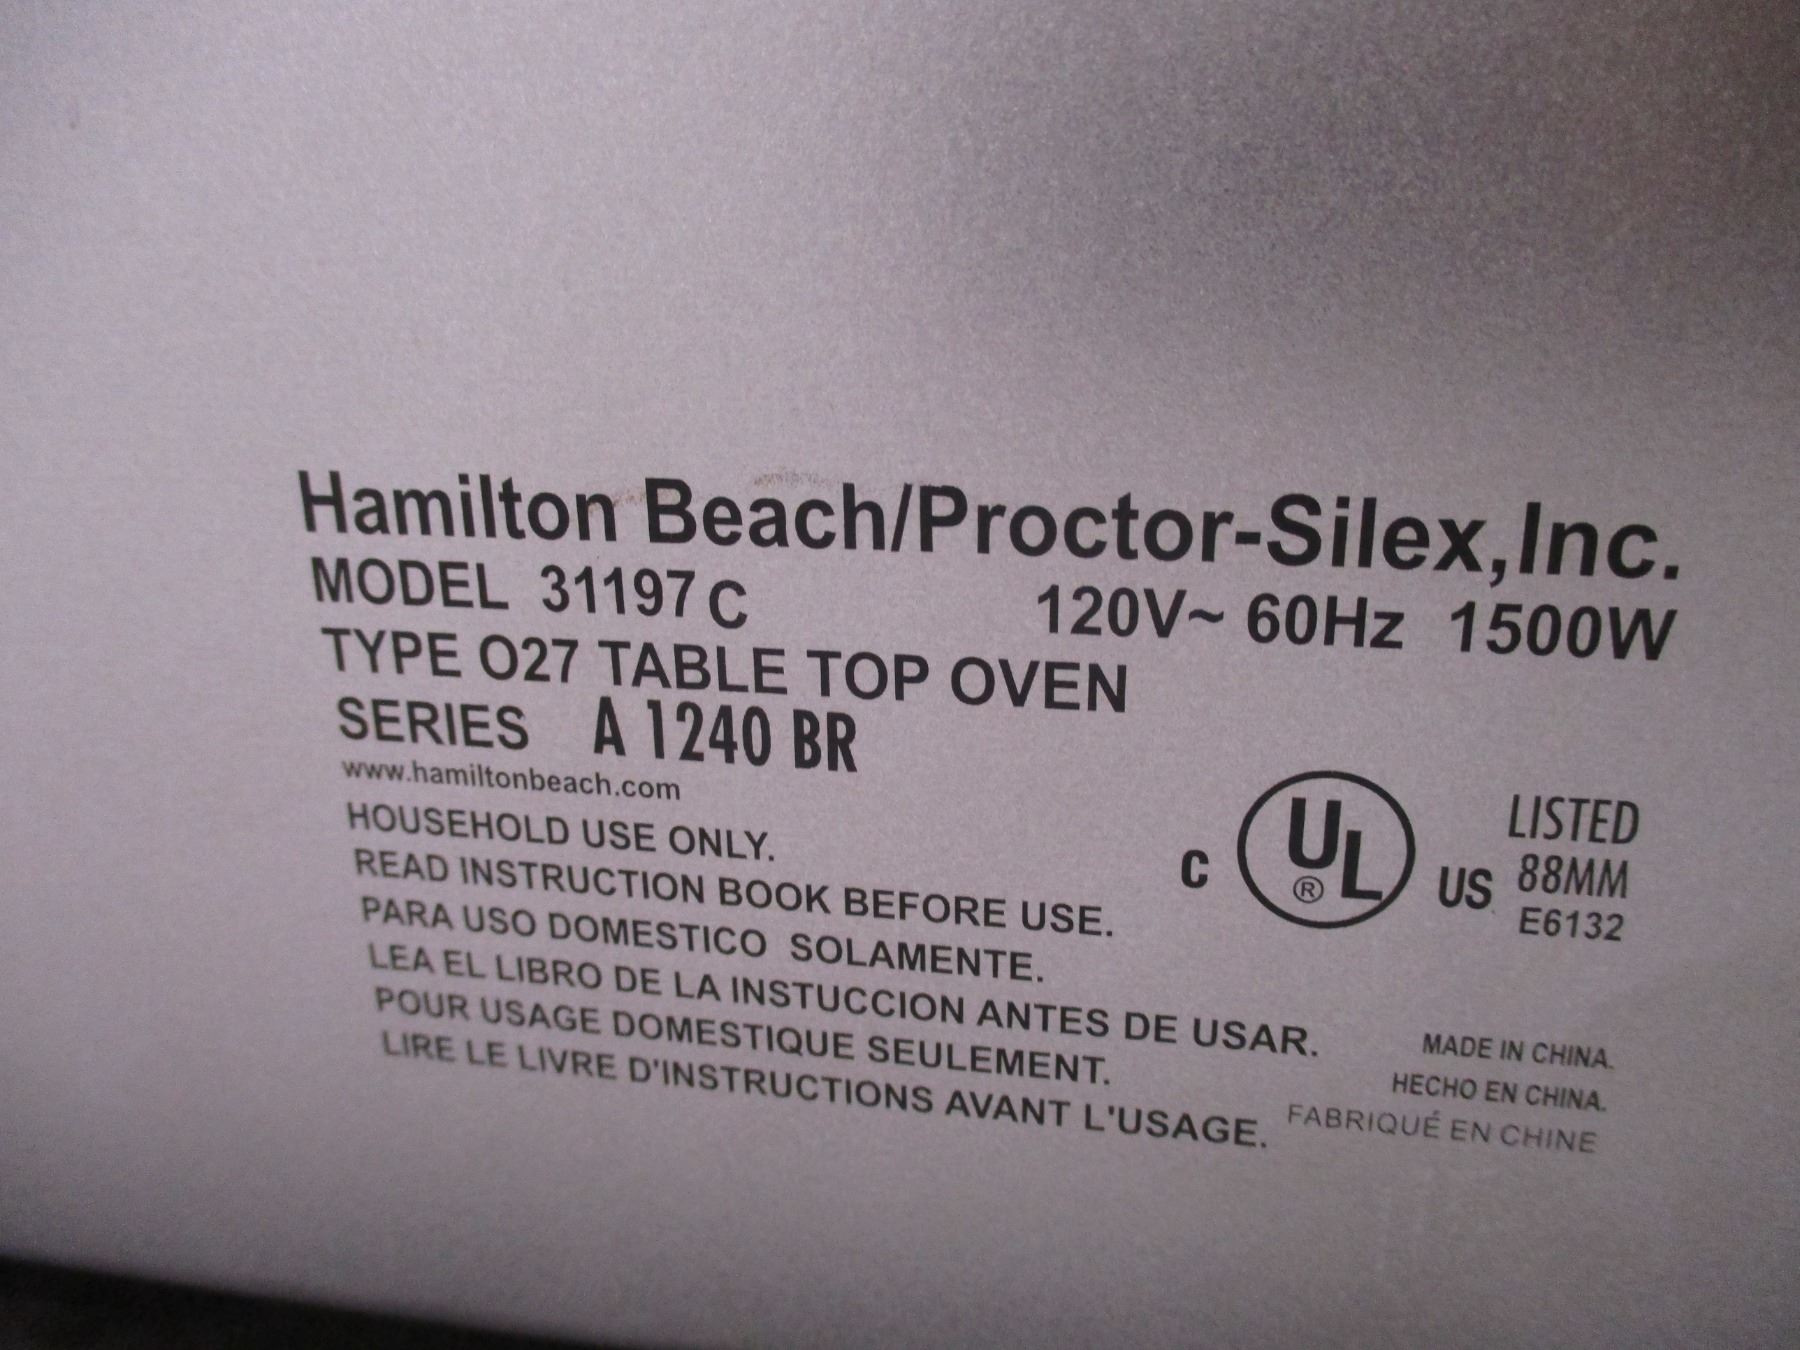 Hamilton Beach/Proctor-Silex,Inc.
MODEL 31197 C 120V~ 60Hz 1500W
TYPE O27 TABLE TOP OVEN
SERIES A 1240 BR
www.hamiltonbeach.com
HOUSEHOLD USE ONLY.
READ INSTRUCTION BOOK BEFORE USE.
PARA USO DOMESTICO SOLAMENTE.
LEA EL LIBRO DE LA INSTUCCION ANTES DE USAR.
POUR USAGE DOMESTIQUE SEULEMENT.
LIRE LE LIVRE D'INSTRUCTIONS AVANT L'USAGE.
C UL ® US
LISTED
88MM
E6132
MADE IN CHINA.
HECHO EN CHINA.
FABRIQUÉ EN CHINE